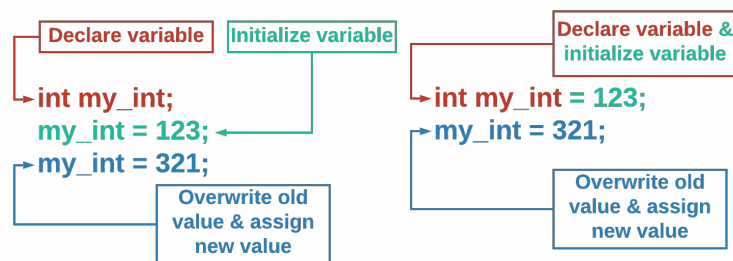 Declare variable
Initialize variable
int my_int;
my_int = 123;
my_int = 321;
Overwrite old
value & assign
new value
Declare variable &
initialize variable
int my_int = 123;
my_int = 321;
Overwrite old
value & assign
new value